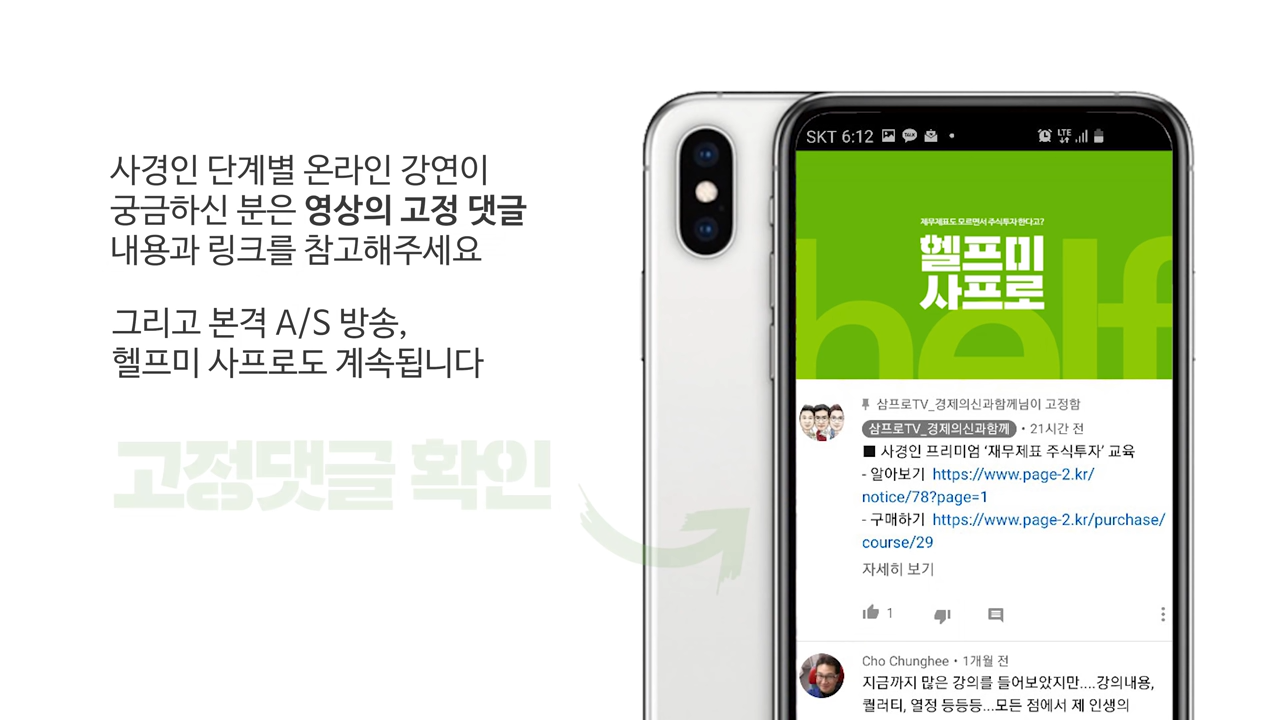 사경인 단계별 온라인 강연이
궁금하신 분은 영상의 고정 댓글
내용과 링크를 참고해주세요
그리고 본격 A/S 방송,
헬프미 사프로도 계속됩니다
고정댓글 확인
SKT 6:12
TALK
LTE
제무제표도 모르면서 주식투자 한다고?
헬프미
사프로
helf
삼프로TV_경제의신과함께님이 고정함
삼프로TV_경제의신과함께 • 21시간 전
■ 사경인 프리미엄 ‘재무제표 주식투자’ 교육
- 알아보기 https://www.page-2.kr/
notice/78?page=1
- 구매하기 https://www.page-2.kr/purchase/
course/29
자세히 보기
1
Cho Chunghee • 1개월 전
지금까지 많은 강의를 들어보았지만....강의내용,
퀄러티, 열정 등등등...모든 점에서 제 인생의